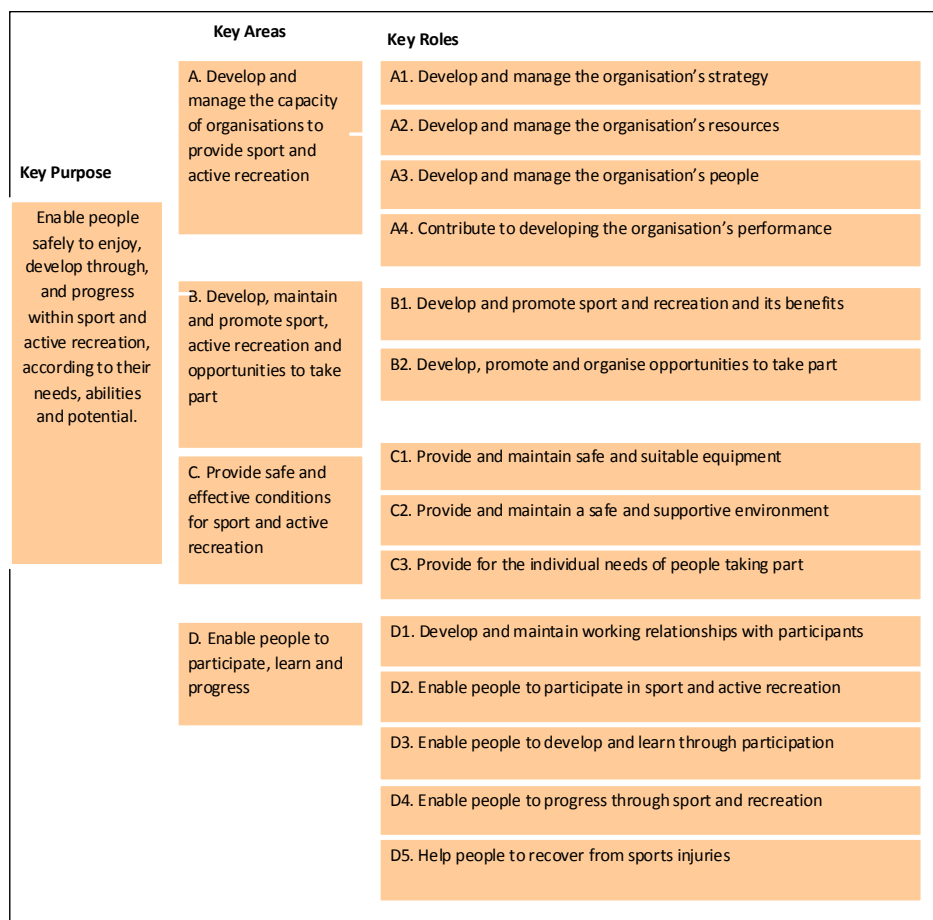 Key Areas
Key Roles
Key Purpose
Enable people
safely to enjoy,
develop through,
and progress
within sport and
active recreation,
according to their
needs, abilities
and potential.
A. Develop and
manage the capacity
of organisations to
provide sport and
active recreation
A1. Develop and manage the organisation’s strategy
A2. Develop and manage the organisation’s resources
A3. Develop and manage the organisation’s people
A4. Contribute to developing the organisation’s performance
B. Develop, maintain
and promote sport,
active recreation and
opportunities to take
part
B1. Develop and promote sport and recreation and its benefits
B2. Develop, promote and organise opportunities to take part
C. Provide safe and
effective conditions
for sport and active
recreation
C1. Provide and maintain safe and suitable equipment
C2. Provide and maintain a safe and supportive environment
C3. Provide for the individual needs of people taking part
D. Enable people to
participate, learn and
progress
D1. Develop and maintain working relationships with participants
D2. Enable people to participate in sport and active recreation
D3. Enable people to develop and learn through participation
D4. Enable people to progress through sport and recreation
D5. Help people to recover from sports injuries